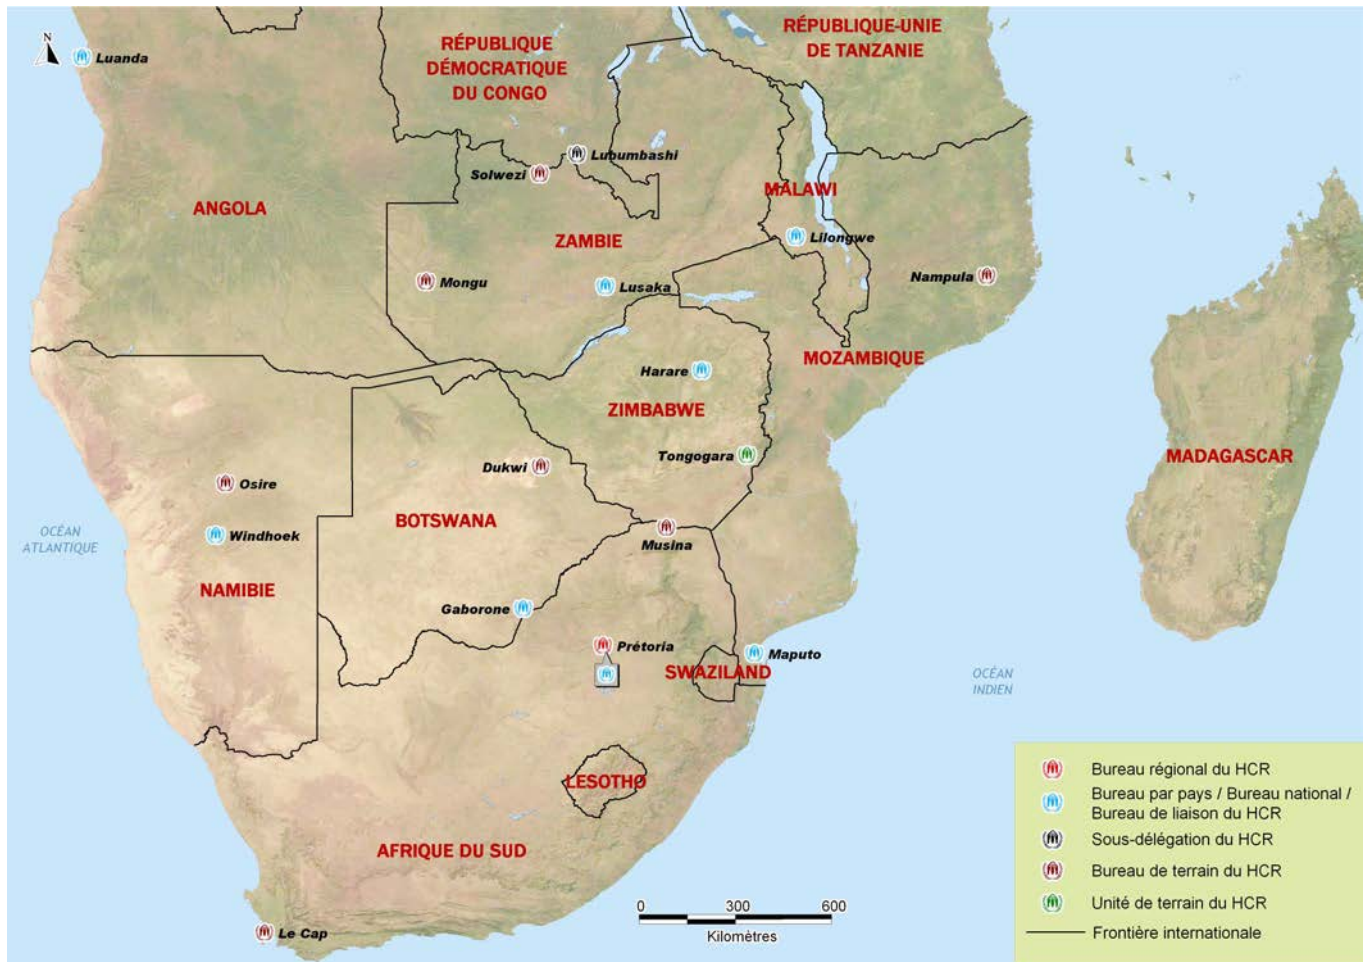 N
Luanda
RÉPUBLIQUE
DÉMOCRATIQUE
DU CONGO
RÉPUBLIQUE-UNIE
DE TANZANIE
Lubumbashi
Solwezi
MALAWI
ANGOLA
ZAMBIE
Lilongwe
Mongu
Lusaka
Nampula
MOZAMBIQUE
Harare
ZIMBABWE
Tongogara
MADAGASCAR
Dukwi
Osire
BOTSWANA
OCÉAN
ATLANTIQUE
Windhoek
Musina
NAMIBIE
Gaborone
Prétoria
Maputo
SWAZILAND
OCÉAN
INDIEN
LESOTHO
AFRIQUE DU SUD
Le Cap
0 300 600
Kilomètres
Bureau régional du HCR
Bureau par pays / Bureau national /
Bureau de liaison du HCR
Sous-délégation du HCR
Bureau de terrain du HCR
Unité de terrain du HCR
Frontière internationale